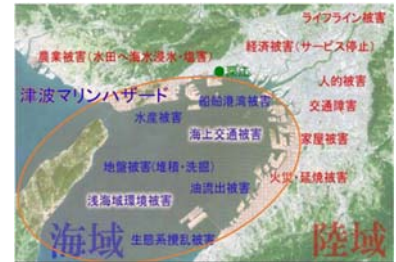 ライフライン被害
経済被害(サービス停止)
農業被害(水田へ海水浸水・塩害)
人的被害
津波マリンハザード
船舶港湾被害
交通障害
水産被害
海上交通被害
家屋被害
地盤被害(堆積・洗掘)
火災・延焼被害
油流出被害
浅海域環境被害
海域
生態系擾乱被害
陸域